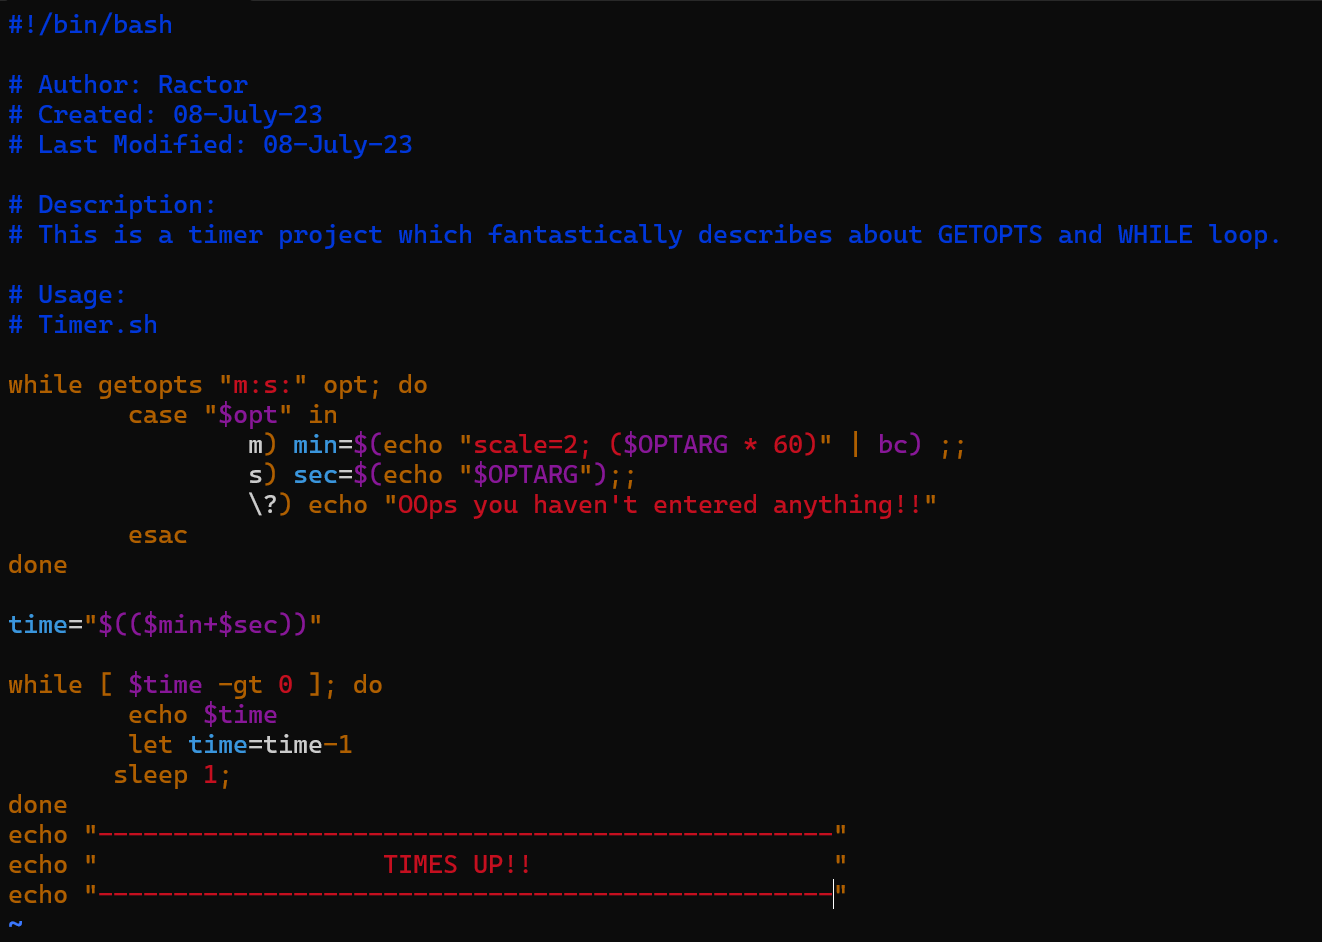 #!/bin/bash

# Author: Ractor
# Created: 08-July-23
# Last Modified: 08-July-23

# Description:
# This is a timer project which fantastically describes about GETOPTS and WHILE loop.

# Usage:
# Timer.sh

while getopts "m:s:" opt; do
        case "$opt" in
                m) min=$(echo "scale=2; ($OPTARG * 60)" | bc) ;;
                s) sec=$(echo "$OPTARG");;
                \?) echo "OOps you haven't entered anything!!"
        esac
done

time="$(($min+$sec))"

while [ $time -gt 0 ]; do
        echo $time
        let time=time-1
       sleep 1;
done
echo "-------------------------------------------------"
echo "                   TIMES UP!!                    "
echo "-------------------------------------------------"
~